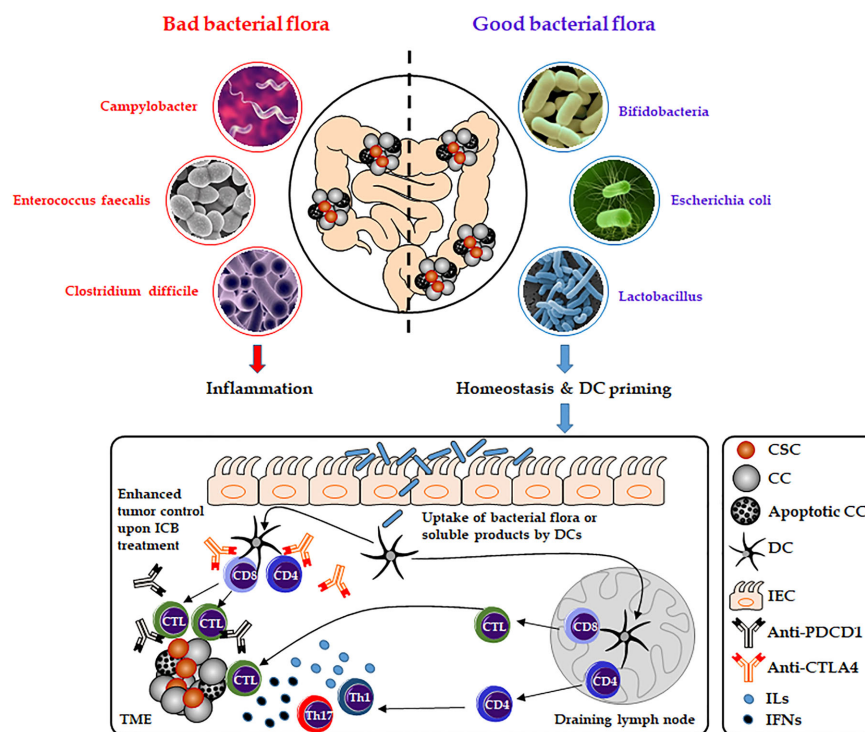 Bad bacterial flora
Good bacterial flora
Campylobacter
Bifidobacteria
Enterococcus faecalis
Escherichia coli
Clostridium difficile
Lactobacillus
Inflammation
Homeostasis & DC priming
Enhanced
tumor control
upon ICB
treatment
Uptake of bacterial flora or
soluble products by DCs
CD8
CD4
CTL
CTL
CTL
CTL
CD8
CD4
CD4
Th1
Th17
TME
Draining lymph node
CSC
CC
Apoptotic CC
DC
IEC
Anti-PDCD1
Anti-CTLA4
ILs
IFNs